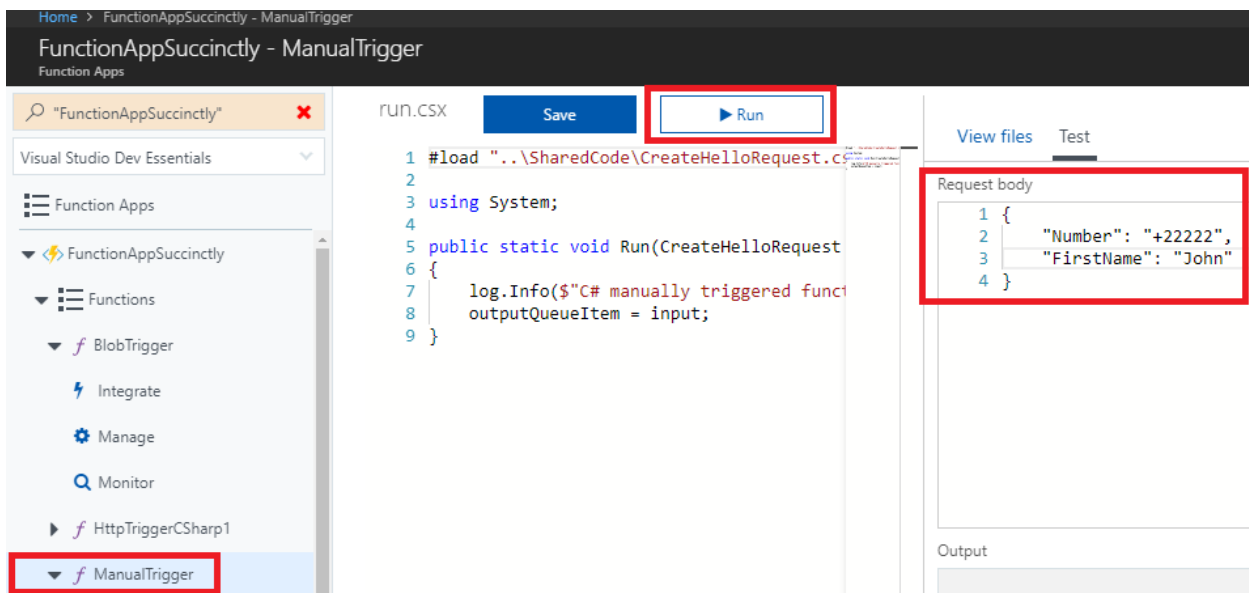 Home > FunctionAppSuccinctly - ManualTrigger
FunctionAppSuccinctly - ManualTrigger
Function Apps
"FunctionAppSuccinctly"
Visual Studio Dev Essentials
Function Apps
FunctionAppSuccinctly
Functions
BlobTrigger
Integrate
Manage
Monitor
HttpTriggerCSharp1
ManualTrigger
run.csx
Save
Run
1 #load "..\SharedCode\CreateHelloRequest.cs
2
3 using System;
4
5 public static void Run(CreateHelloRequest
6 {
7 log.Info($"C# manually triggered funct
8 outputQueueItem = input;
9 }
View files Test
Request body
1 {
2 "Number": "+22222",
3 "FirstName": "John"
4 }
Output